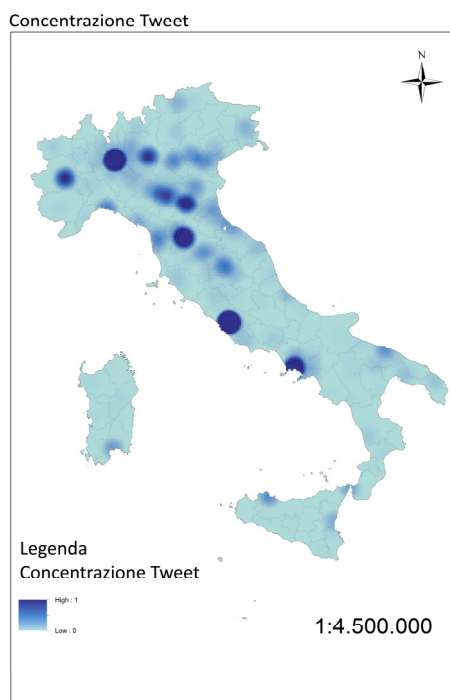 Concentrazione Tweet
N
Legenda
Concentrazione Tweet
High : 1
Low : 0
1:4.500.000